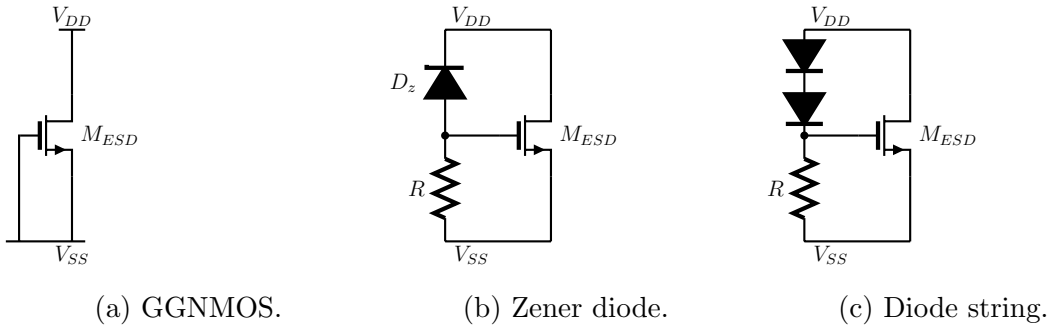 V_DD V_DD V_DD
D_z
M_ESD M_ESD M_ESD
R R
V_SS V_SS V_SS
(a) GGNMOS. (b) Zener diode. (c) Diode string.